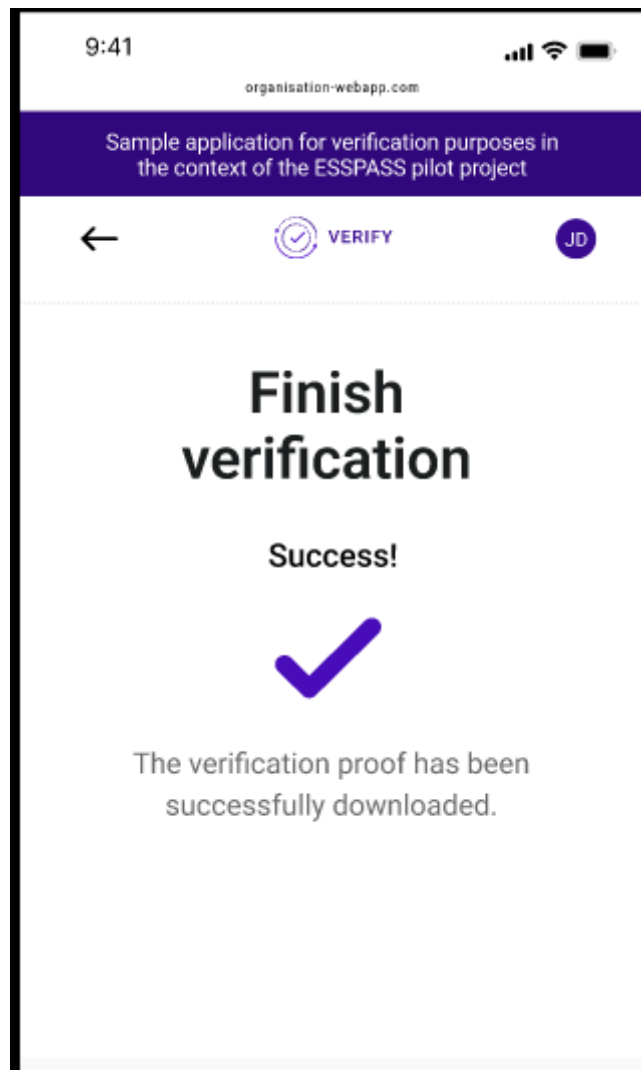 9:41
organisation-webapp.com
Sample application for verification purposes in
the context of the ESSPASS pilot project
VERIFY
JD
Finish
verification
Success!
The verification proof has been
successfully downloaded.